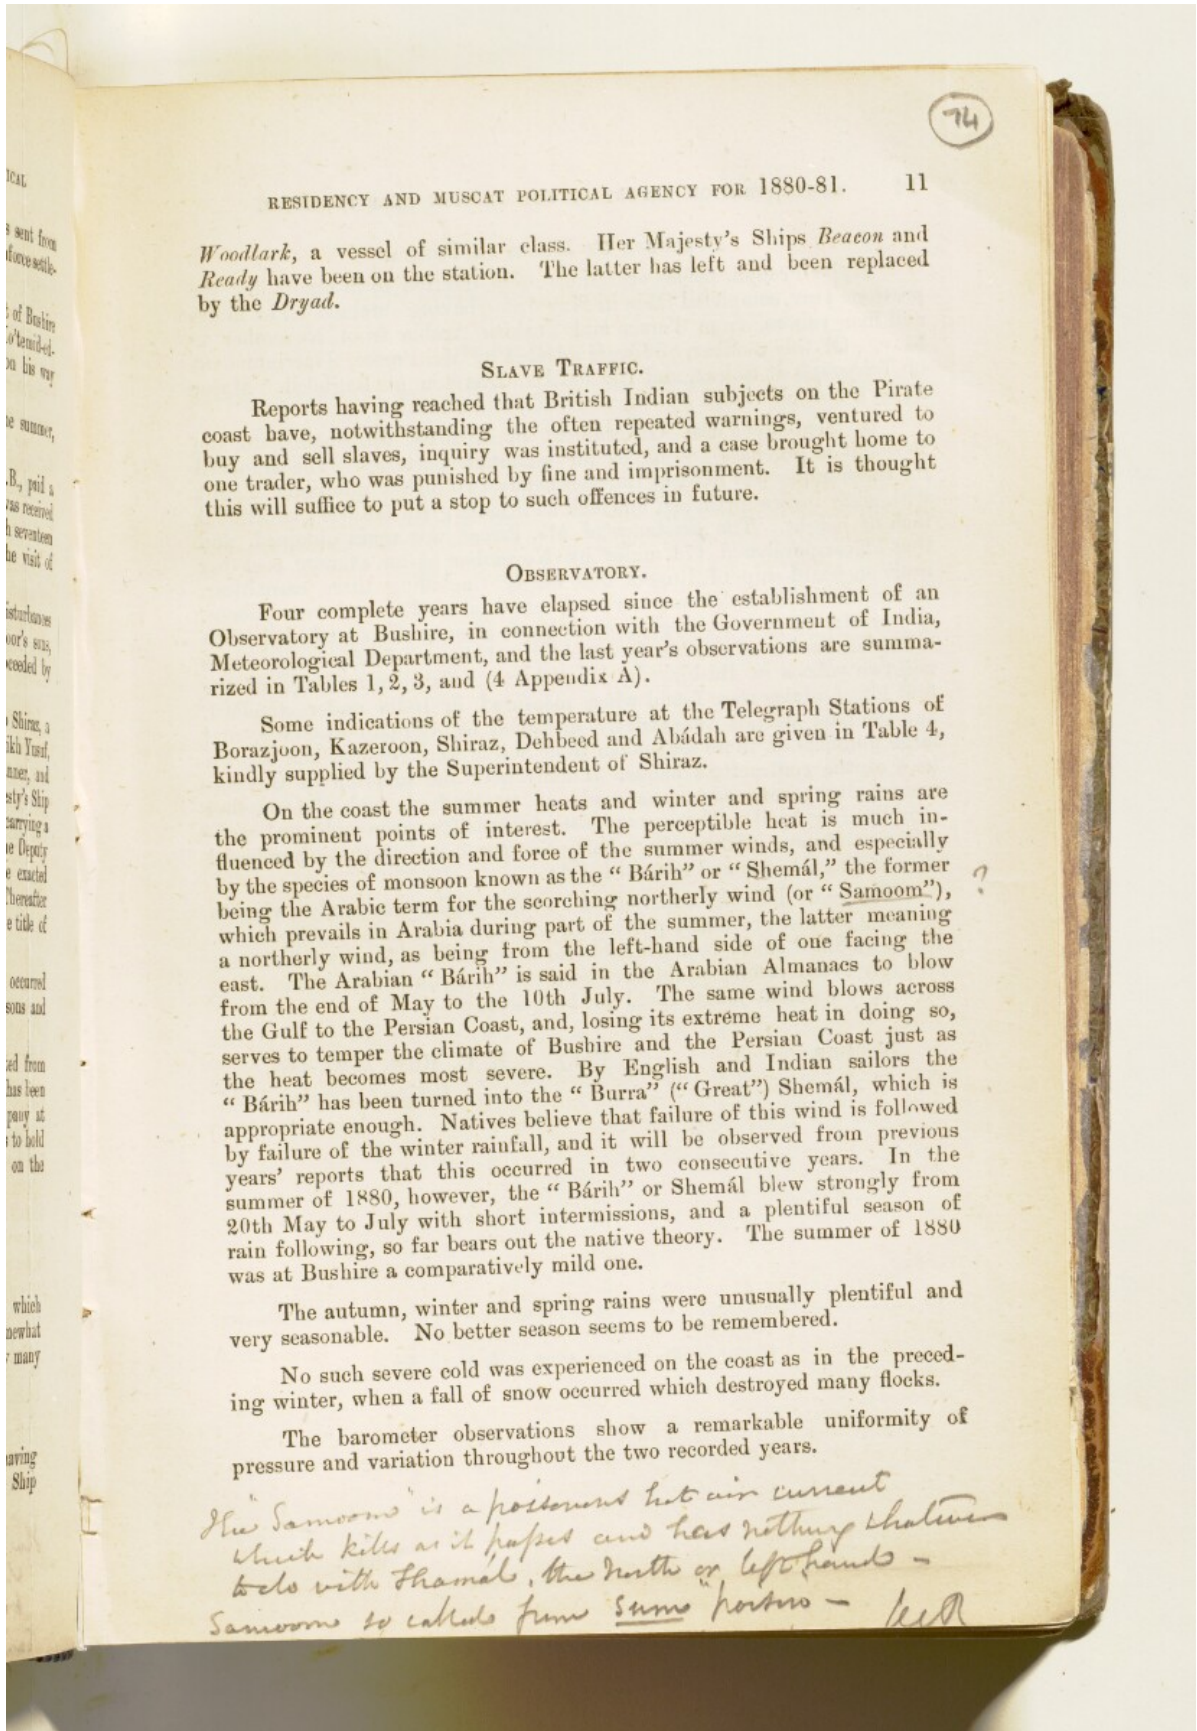 74
RESIDENCY AND MUSCAT POLITICAL AGENCY FOR 1880-81. 11
Woodlark, a vessel of similar class. Her Majesty's Ships Beacon and
Ready have been on the station. The latter has left and been replaced
by the Dryad.
SLAVE TRAFFIC.
Reports having reached that British Indian subjects on the Pirate
coast have, notwithstanding the often repeated warnings, ventured to
buy and sell slaves, inquiry was instituted, and a case brought home to
one trader, who was punished by fine and imprisonment. It is thought
this will suffice to put a stop to such offences in future.
OBSERVATORY.
Four complete years have elapsed since the establishment of an
Observatory at Bushire, in connection with the Government of India,
Meteorological Department, and the last year's observations are summa-
rized in Tables 1, 2, 3, and (4 Appendix A).
Some indications of the temperature at the Telegraph Stations of
Borazjoon, Kazeroon, Shiraz, Dehbeed and Abádah are given in Table 4,
kindly supplied by the Superintendent of Shiraz.
On the coast the summer heats and winter and spring rains are
the prominent points of interest. The perceptible heat is much in-
fluenced by the direction and force of the summer winds, and especially
by the species of monsoon known as the "Bárih" or "Shemál," the former
being the Arabic term for the scorching northerly wind (or "Samoom"), ?
which prevails in Arabia during part of the summer, the latter meaning
a northerly wind, as being from the left-hand side of one facing the
east. The Arabian "Bárih" is said in the Arabian Almanacs to blow
from the end of May to the 10th July. The same wind blows across
the Gulf to the Persian Coast, and, losing its extreme heat in doing so,
serves to temper the climate of Bushire and the Persian Coast just as
the heat becomes most severe. By English and Indian sailors the
"Bárih" has been turned into the "Burra" ("Great") Shemál, which is
appropriate enough. Natives believe that failure of this wind is followed
by failure of the winter rainfall, and it will be observed from previous
years' reports that this occurred in two consecutive years. In the
summer of 1880, however, the "Bárih" or Shemál blew strongly from
20th May to July with short intermissions, and a plentiful season of
rain following, so far bears out the native theory. The summer of 1880
was at Bushire a comparatively mild one.
The autumn, winter and spring rains were unusually plentiful and
very seasonable. No better season seems to be remembered.
No such severe cold was experienced on the coast as in the preced-
ing winter, when a fall of snow occurred which destroyed many flocks.
The barometer observations show a remarkable uniformity of
pressure and variation throughout the two recorded years.
The "Samoom" is a poisonous hot air current
which kills as it passes and has nothing whatever
to do with Shamal, the North or left hand —
Samoom so called from Sum "poison" —